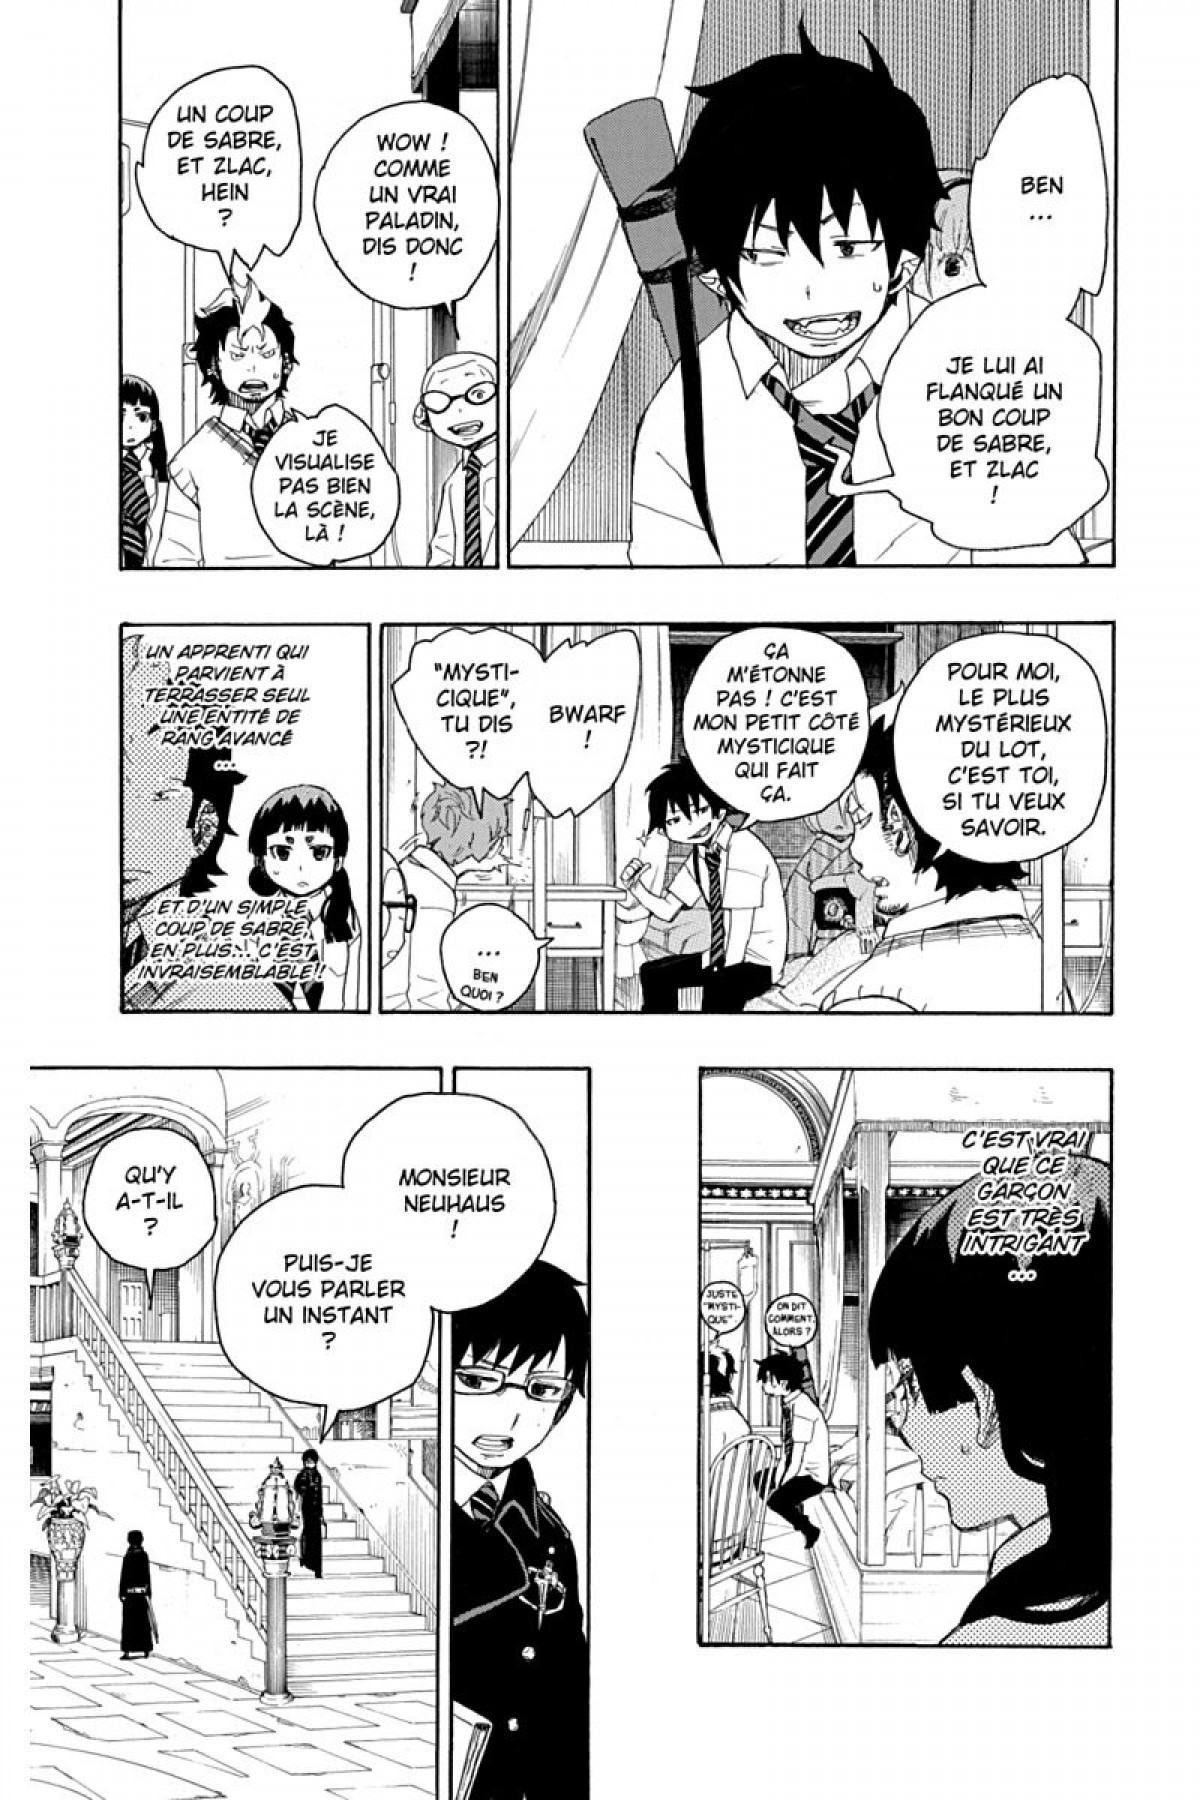 BEN
...
JE LUI AI
FLANQUÉ UN
BON COUP
DE SABRE,
ET ZLAC
!
WOW !
COMME
UN VRAI
PALADIN,
DIS DONC
!
UN COUP
DE SABRE,
ET ZLAC,
HEIN
?
JE
VISUALISE
PAS BIEN
LA SCÈNE,
LÀ !
POUR MOI,
LE PLUS
MYSTÉRIEUX
DU LOT,
C'EST TOI,
SI TU VEUX
SAVOIR.
ÇA
M'ÉTONNE
PAS ! C'EST
MON PETIT CÔTÉ
MYSTICIQUE
QUI FAIT
ÇA.
BWARF
!
"MYSTI-
CIQUE",
TU DIS
?!
...
BEN
QUOI ?
UN APPRENTI QUI
PARVIENT À
TERRASSER SEUL
UNE ENTITÉ DE
RANG AVANCÉ
...
ET D'UN SIMPLE
COUP DE SABRE,
EN PLUS... C'EST
INVRAISEMBLABLE !
C'EST VRAI
QUE CE
GARÇON
EST TRÈS
INTRIGANT
...
ON DIT
COMMENT,
ALORS ?
JUSTE
"MYSTI-
QUE".
MONSIEUR
NEUHAUS
!
PUIS-JE
VOUS PARLER
UN INSTANT
?
QU'Y
A-T-IL
?